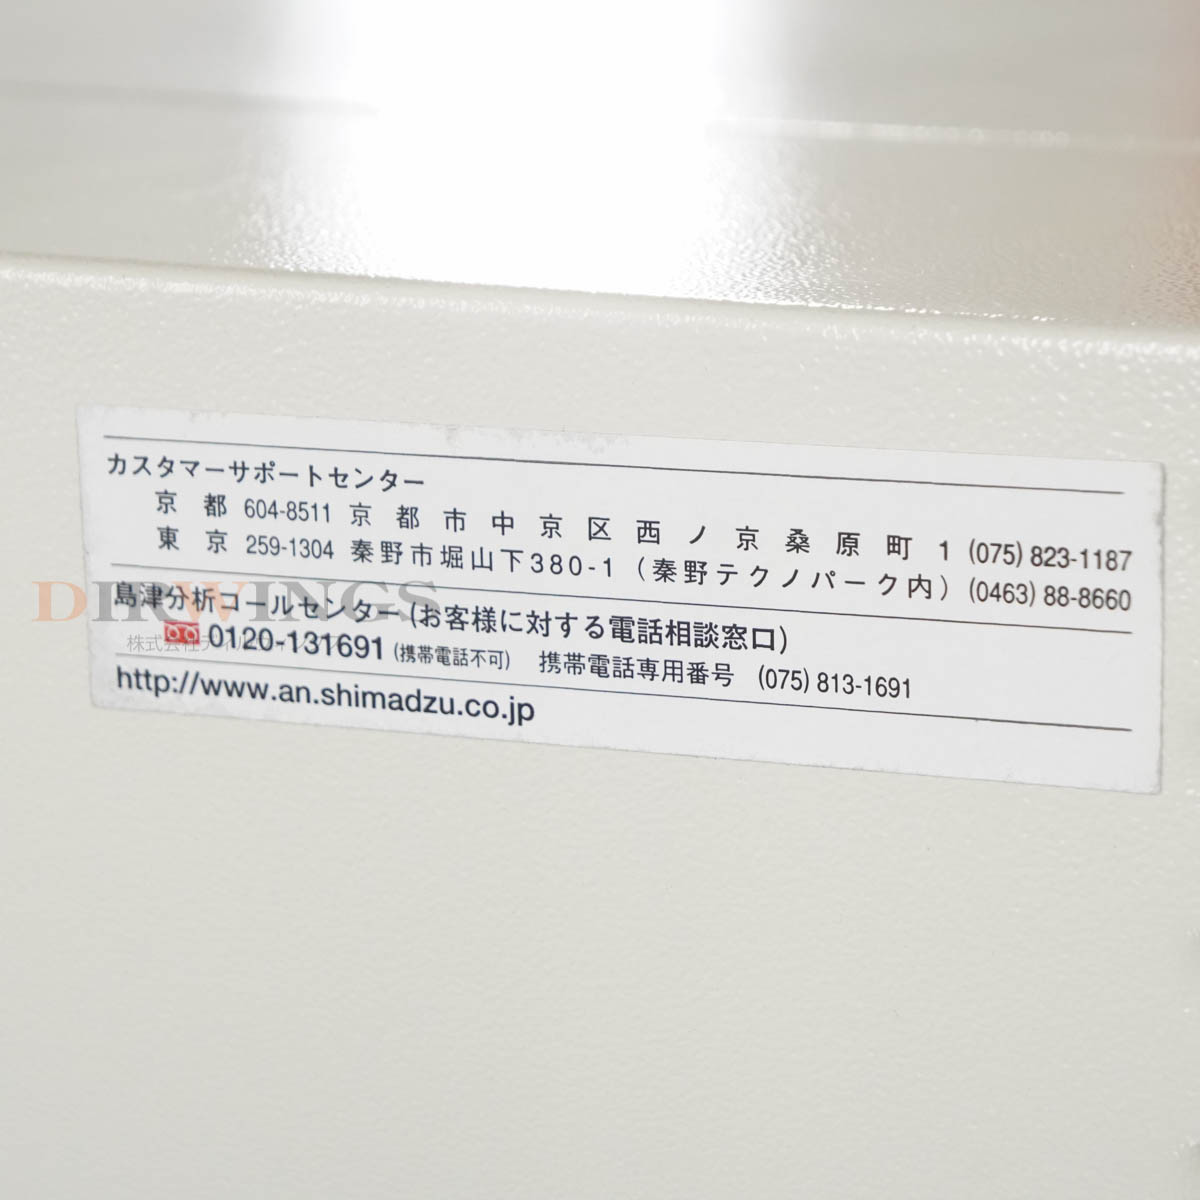 カスタマーサポートセンター
京都 604-8511 京都市中京区西ノ京桑原町1 (075) 823-1187
東京 259-1304 秦野市堀山下380-1 (秦野テクノパーク内) (0463) 88-8660
DIRWINGS
島津分析コールセンター (お客様に対する電話相談窓口)
0120-131691 (携帯電話不可) 携帯電話専用番号 (075) 813-1691
http://www.an.shimadzu.co.jp